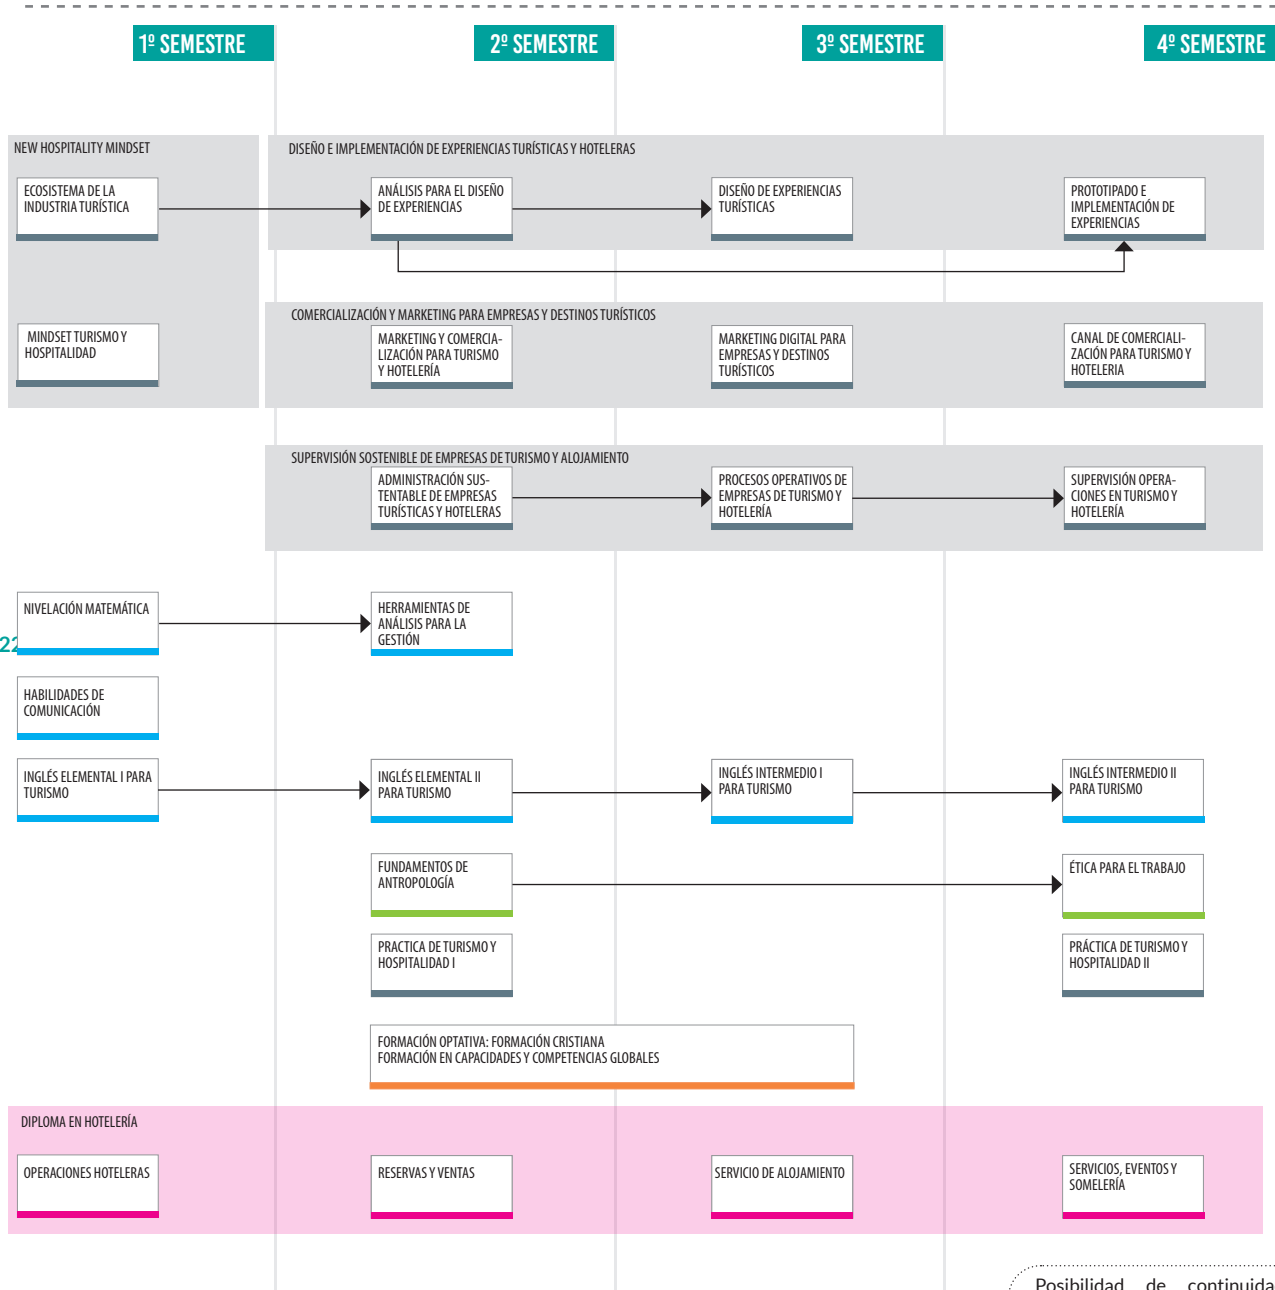 1º SEMESTRE
2º SEMESTRE
3º SEMESTRE
4º SEMESTRE
NEW HOSPITALITY MINDSET
DISEÑO E IMPLEMENTACIÓN DE EXPERIENCIAS TURÍSTICAS Y HOTELERAS
ECOSISTEMA DE LA
INDUSTRIA TURÍSTICA
ANÁLISIS PARA EL DISEÑO
DE EXPERIENCIAS
DISEÑO DE EXPERIENCIAS
TURÍSTICAS
PROTOTIPADO E
IMPLEMENTACIÓN DE
EXPERIENCIAS
COMERCIALIZACIÓN Y MARKETING PARA EMPRESAS Y DESTINOS TURÍSTICOS
MINDSET TURISMO Y
HOSPITALIDAD
MARKETING Y COMERCIA-
LIZACIÓN PARA TURISMO
Y HOTELERÍA
MARKETING DIGITAL PARA
EMPRESAS Y DESTINOS
TURÍSTICOS
CANAL DE COMERCIALI-
ZACIÓN PARA TURISMO Y
HOTELERIA
SUPERVISIÓN SOSTENIBLE DE EMPRESAS DE TURISMO Y ALOJAMIENTO
ADMINISTRACIÓN SUS-
TENTABLE DE EMPRESAS
TURÍSTICAS Y HOTELERAS
PROCESOS OPERATIVOS DE
EMPRESAS DE TURISMO Y
HOTELERÍA
SUPERVISIÓN OPERA-
CIONES EN TURISMO Y
HOTELERÍA
NIVELACIÓN MATEMÁTICA
HERRAMIENTAS DE
ANÁLISIS PARA LA
GESTIÓN
22
HABILIDADES DE
COMUNICACIÓN
INGLÉS ELEMENTAL I PARA
TURISMO
INGLÉS ELEMENTAL II
PARA TURISMO
INGLÉS INTERMEDIO I
PARA TURISMO
INGLÉS INTERMEDIO II
PARA TURISMO
FUNDAMENTOS DE
ANTROPOLOGÍA
ÉTICA PARA EL TRABAJO
PRACTICA DE TURISMO Y
HOSPITALIDAD I
PRÁCTICA DE TURISMO Y
HOSPITALIDAD II
FORMACIÓN OPTATIVA: FORMACIÓN CRISTIANA
FORMACIÓN EN CAPACIDADES Y COMPETENCIAS GLOBALES
DIPLOMA EN HOTELERÍA
OPERACIONES HOTELERAS
RESERVAS Y VENTAS
SERVICIO DE ALOJAMIENTO
SERVICIOS, EVENTOS Y
SOMELERÍA
Posibilidad de continuida